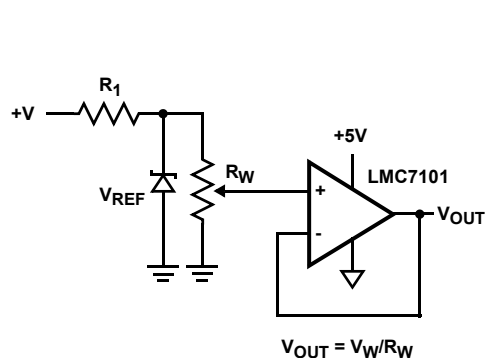 R1
+V
+5V
RW
LMC7101
VREF
+
-
VOUT
VOUT = VW/RW